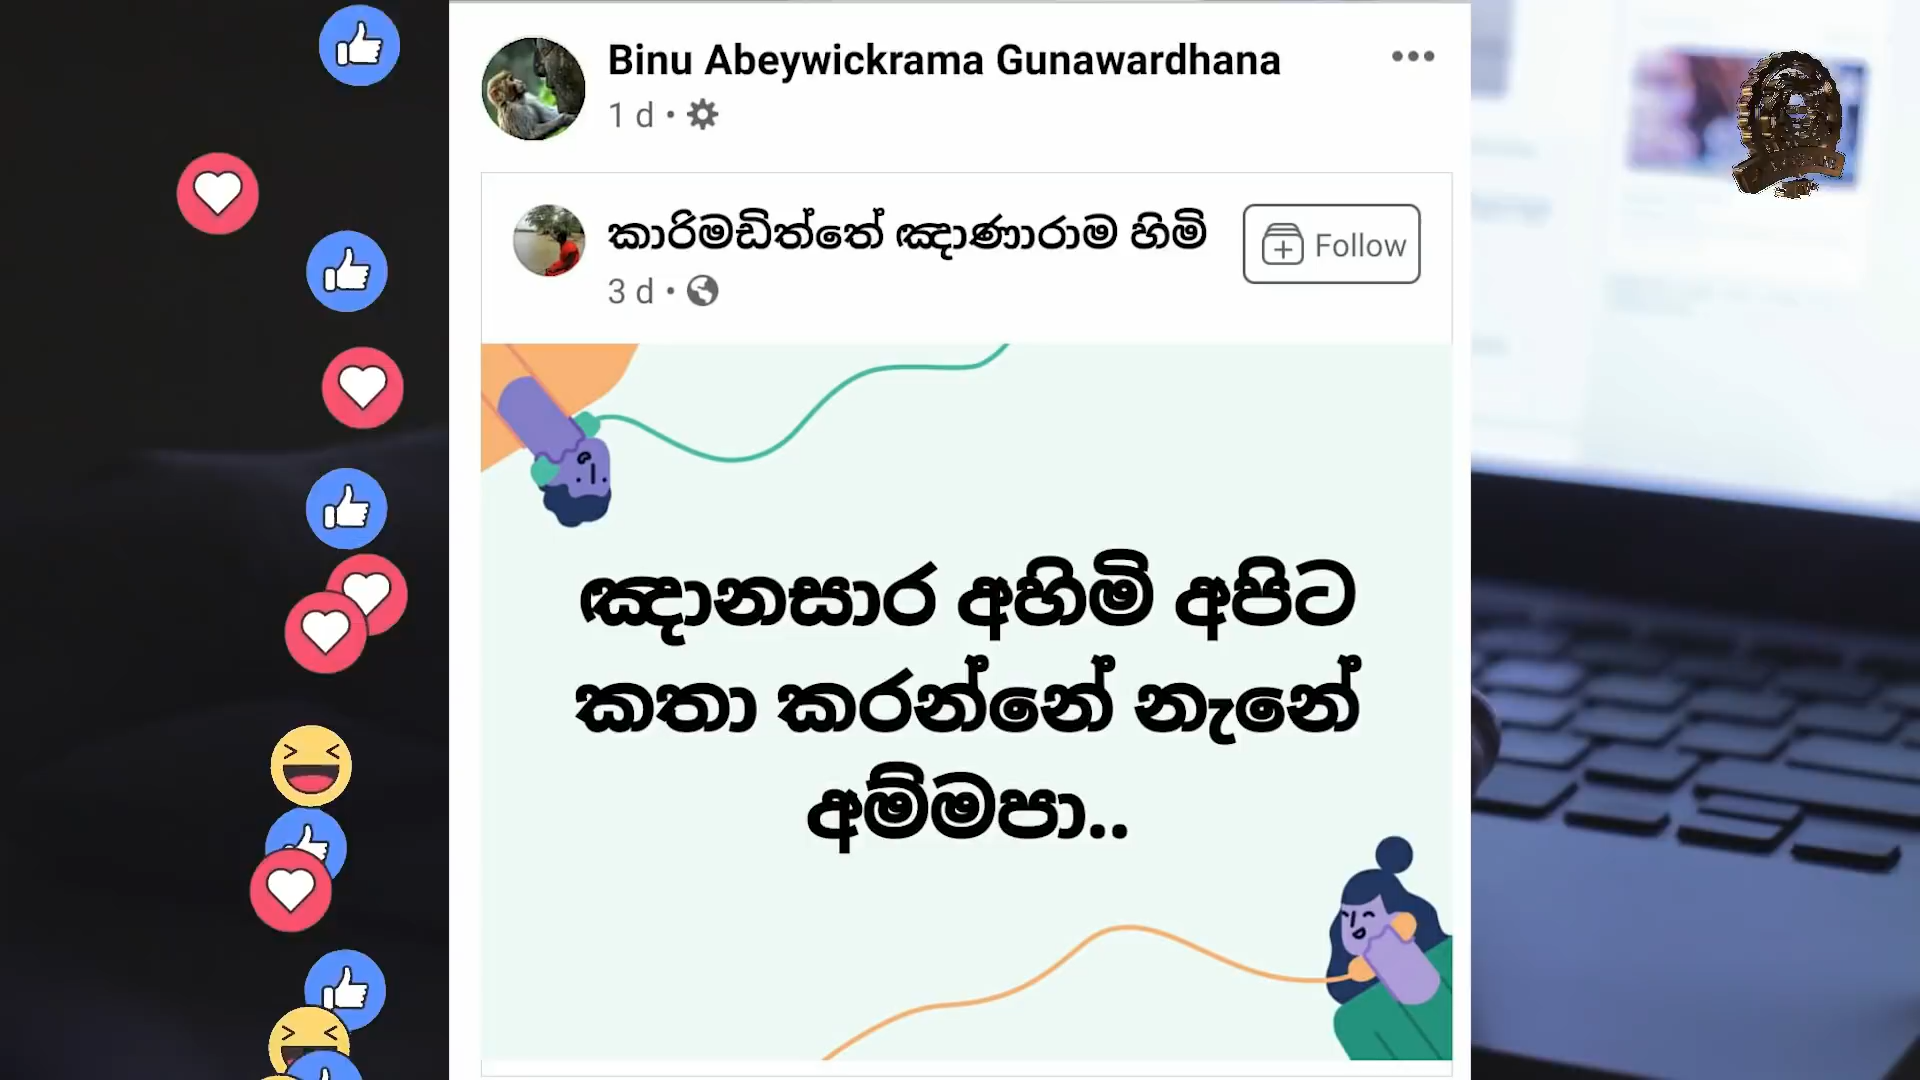 Binu Abeywickrama Gunawardhana
1 d
කාරිමඩිත්තේ ඤාණාරාම හිමි
Follow
3 d
ඤානසාර අහිමි අපිට
කතා කරන්නේ නැනේ
අම්මපා..